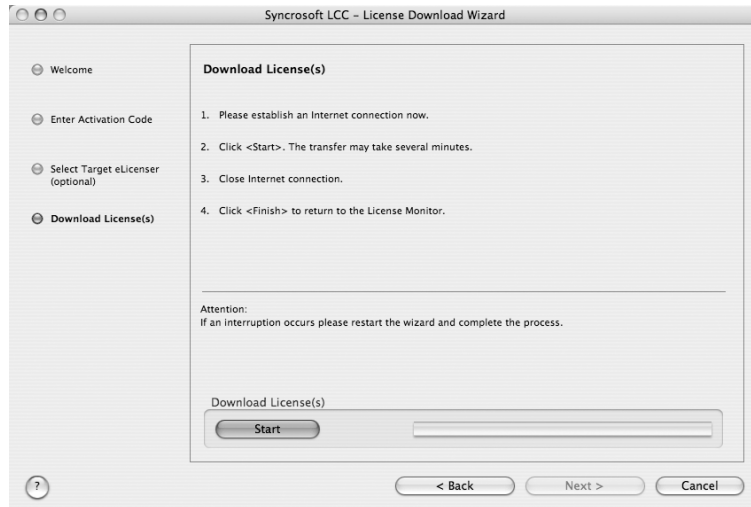 Syncrosoft LCC – License Download Wizard
Welcome
Enter Activation Code
Select Target eLicenser
(optional)
Download License(s)
Download License(s)
1. Please establish an Internet connection now.
2. Click <Start>. The transfer may take several minutes.
3. Close Internet connection.
4. Click <Finish> to return to the License Monitor.
Attention:
If an interruption occurs please restart the wizard and complete the process.
Download License(s)
Start
?
< Back
Next >
Cancel